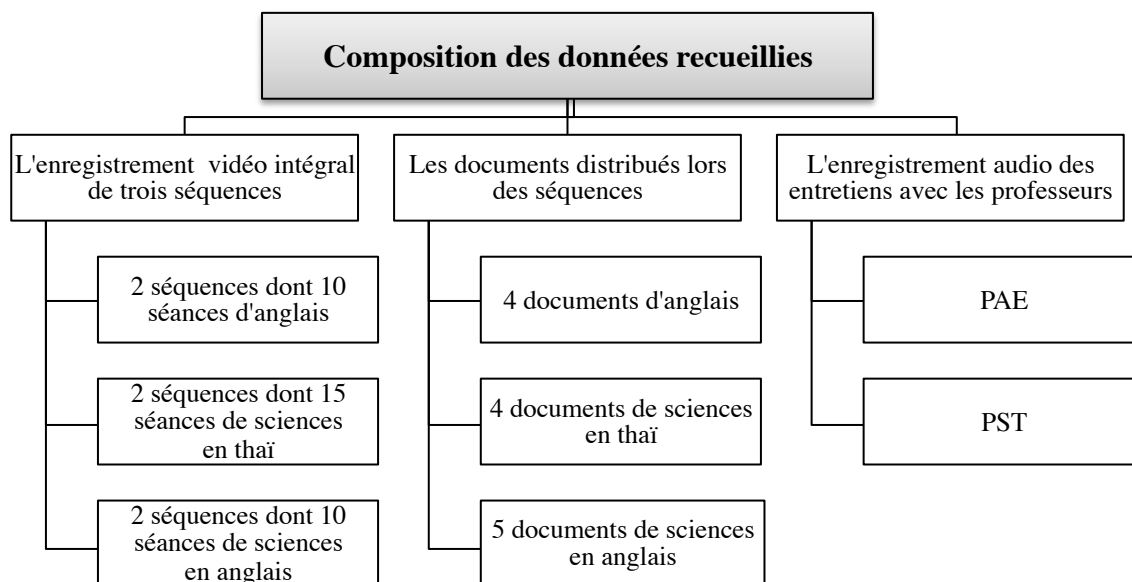 Composition des données recueillies
L'enregistrement vidéo intégral
de trois séquences
2 séquences dont 10
séances d'anglais
2 séquences dont 15
séances de sciences
en thaï
2 séquences dont 10
séances de sciences
en anglais
Les documents distribués lors
des séquences
4 documents d'anglais
4 documents de sciences
en thaï
5 documents de sciences
en anglais
L'enregistrement audio des
entretiens avec les professeurs
PAE
PST